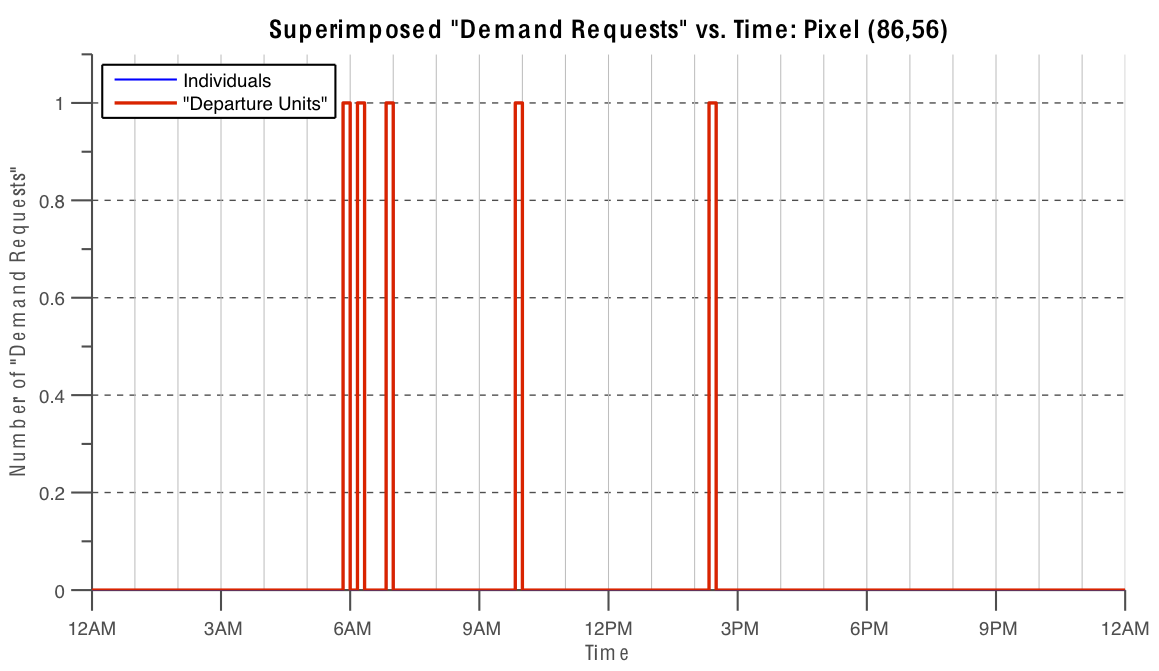 Superimposed "Demand Requests" vs. Time: Pixel (86,56)
Individuals
"Departure Units"
Number of "Demand Requests"
1
0.8
0.6
0.4
0.2
0
12AM 3AM 6AM 9AM 12PM 3PM 6PM 9PM 12AM
Time